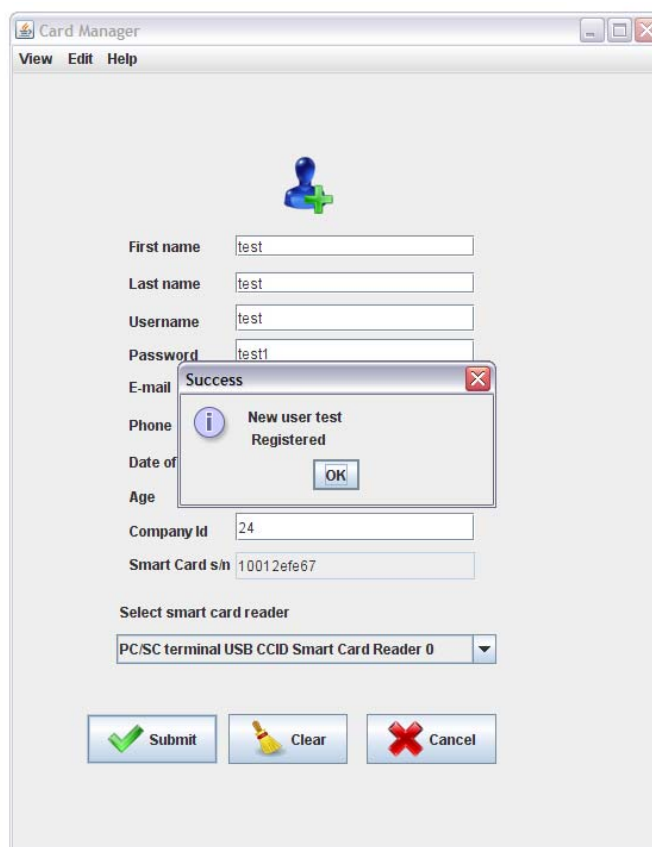 Card Manager
View Edit Help
First name test
Last name test
Username test
Password test1
E-mail
Success
New user test
Registered
OK
Phone
Date of
Age
Company Id 24
Smart Card s/n 10012efe67
Select smart card reader
PC/SC terminal USB CCID Smart Card Reader 0
Submit Clear Cancel